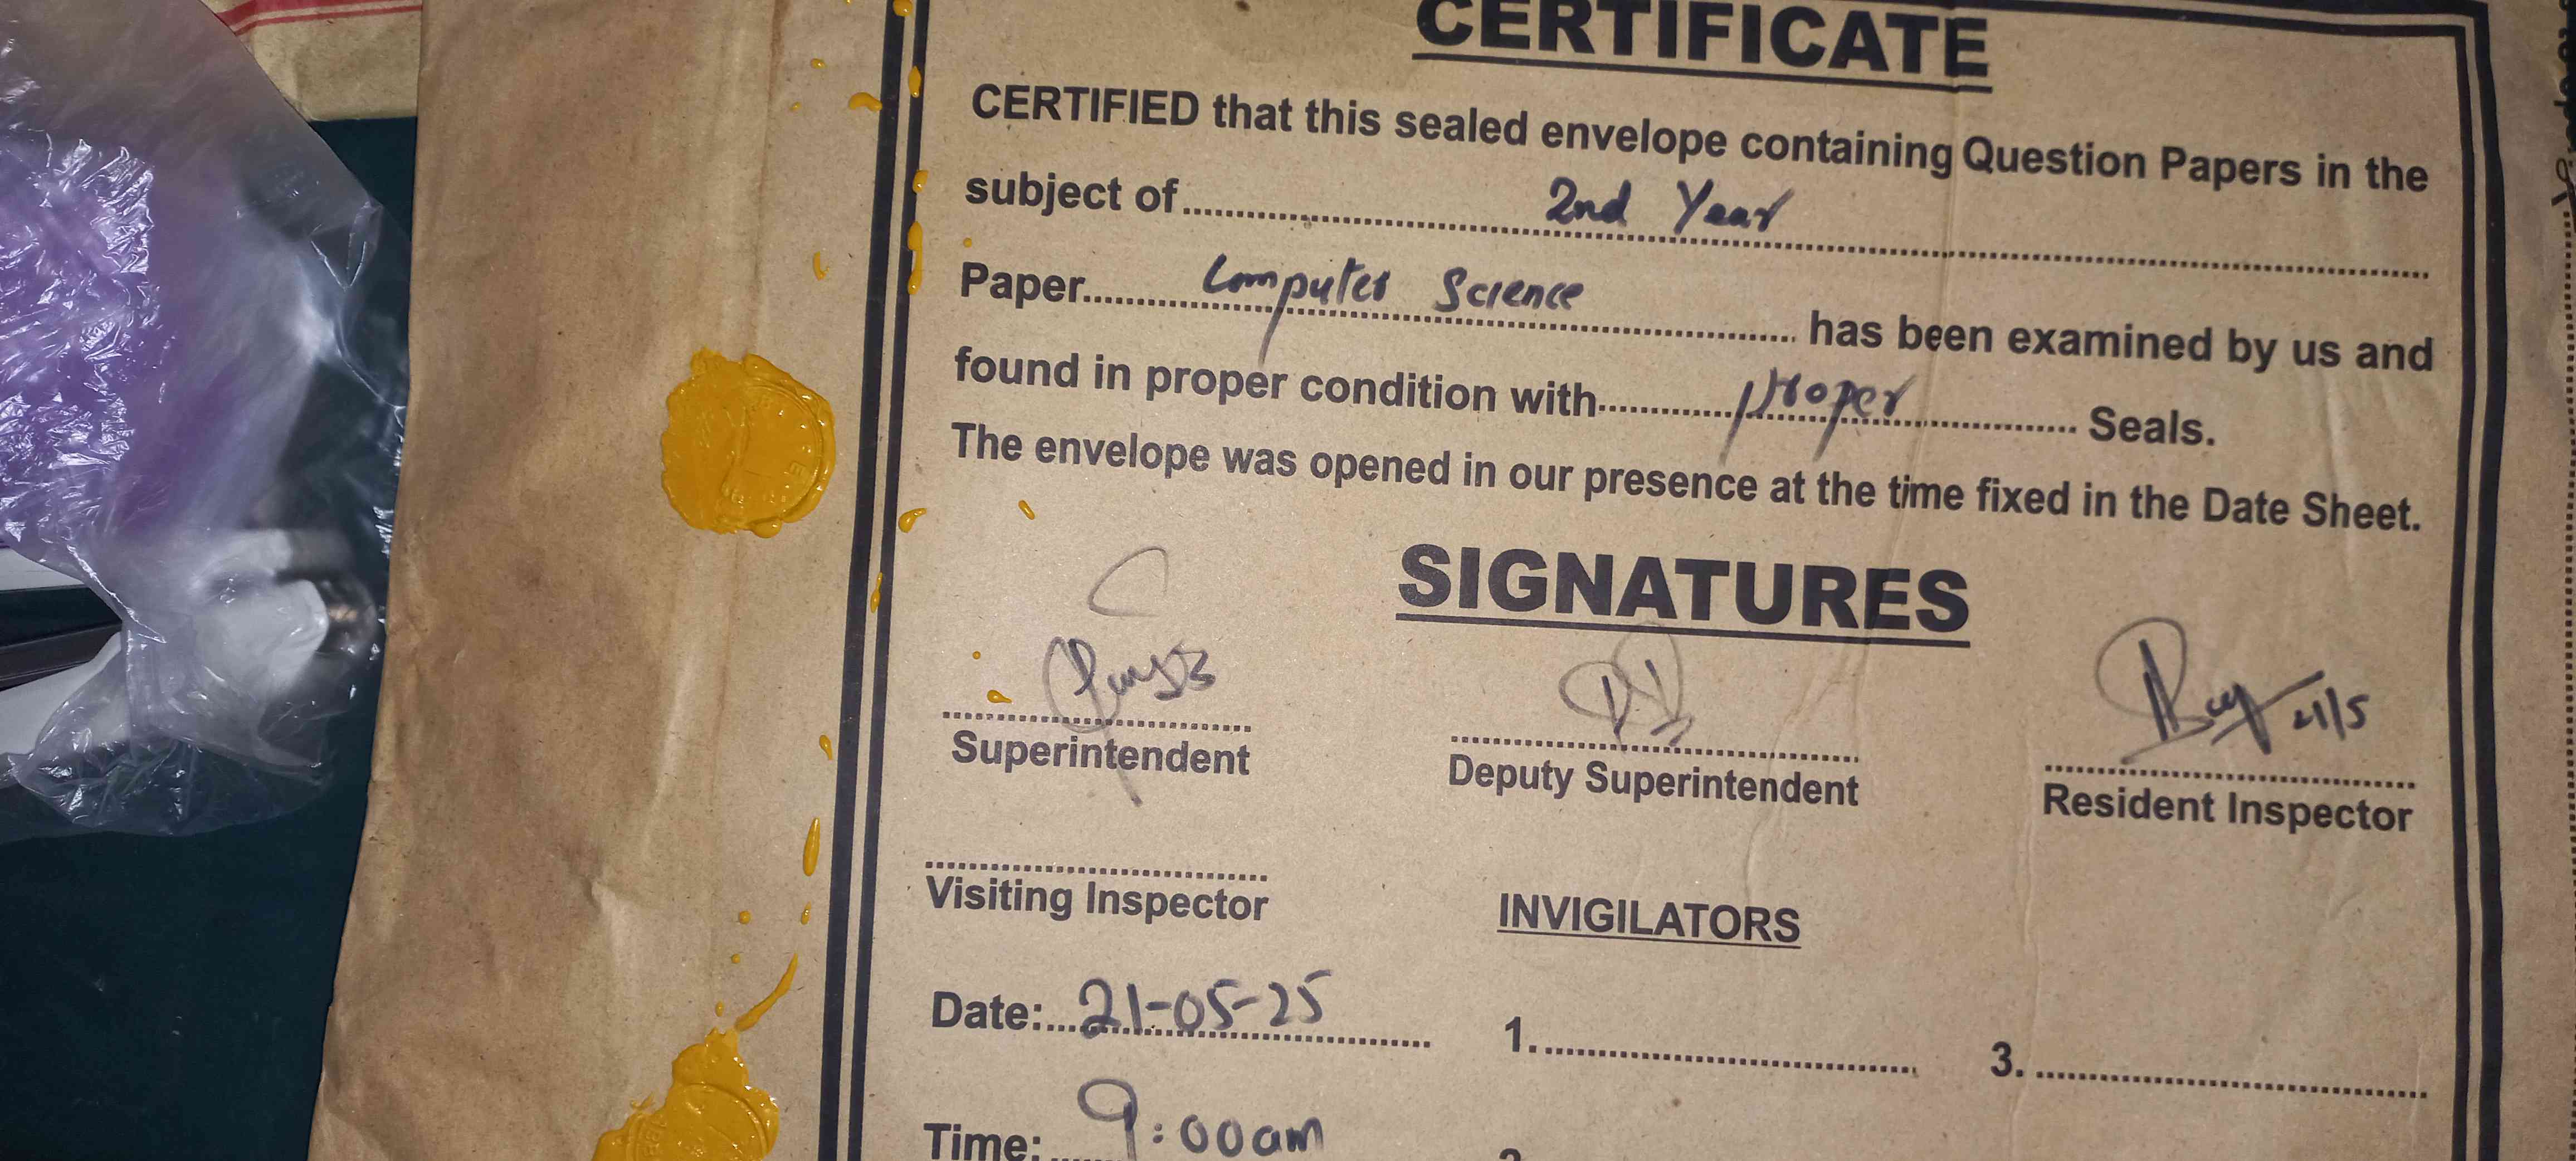 CERTIFICATE
CERTIFIED that this sealed envelope containing Question Papers in the
subject of.......... 2nd Year ..........
Paper.......... Computer Science .......... has been examined by us and
found in proper condition with.......... proper .......... Seals.
The envelope was opened in our presence at the time fixed in the Date Sheet.
SIGNATURES
21/5
Superintendent Deputy Superintendent Resident Inspector
Visiting Inspector INVIGILATORS
Date: 21-05-25 1. .......... 3. ..........
Time: 9:00am